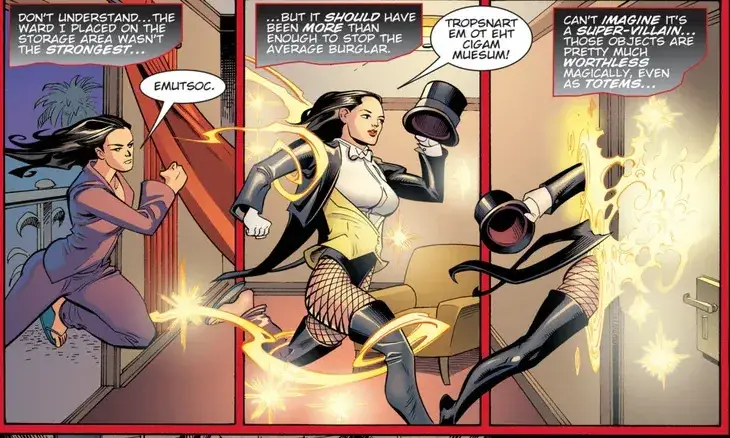 DON'T UNDERSTAND...THE
WARD I PLACED ON THE
STORAGE AREA WASN'T
THE STRONGEST...
EMUTSOC.
...BUT IT SHOULD HAVE
BEEN MORE THAN
ENOUGH TO STOP THE
AVERAGE BURGLAR.
TROPSNART
EM OT EHT
CIGAM
MUESUM!
CAN'T IMAGINE IT'S
A SUPER-VILLAIN...
THOSE OBJECTS ARE
PRETTY MUCH
WORTHLESS
MAGICALLY, EVEN
AS TOTEMS...